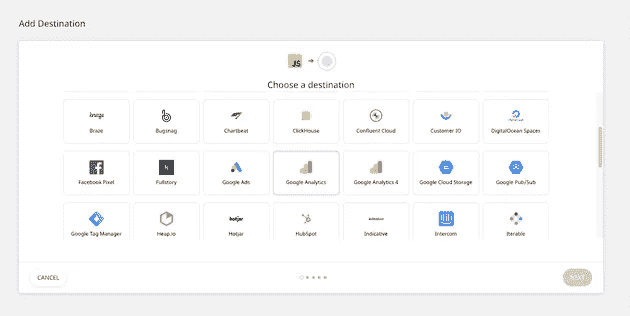 Add Destination
JS
Choose a destination
braze
Braze Bugsnag Chartbeat ClickHouse Confluent Cloud Customer IO DigitalOcean Spaces
Facebook Pixel Fullstory Google Ads Google Analytics Google Analytics 4 Google Cloud Storage Google Pub/Sub
hotjar
Google Tag Manager Heap.io Hotjar HubSpot Indicative Intercom Iterable
CANCEL